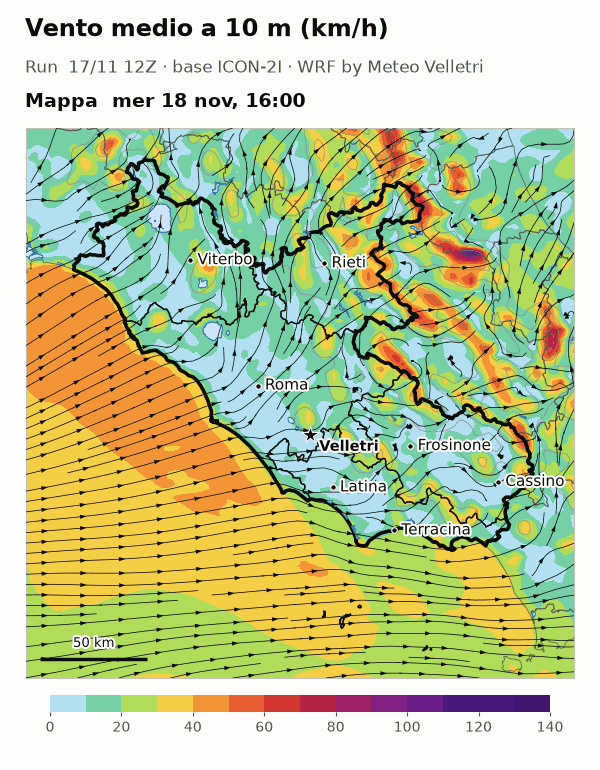 Vento medio a 10 m (km/h)
Run 17/11 12Z · base ICON-2I · WRF by Meteo Velletri
Mappa mer 18 nov, 16:00
Viterbo
Rieti
Roma
Velletri
Frosinone
Latina
Cassino
Terracina
50 km
0 20 40 60 80 100 120 140